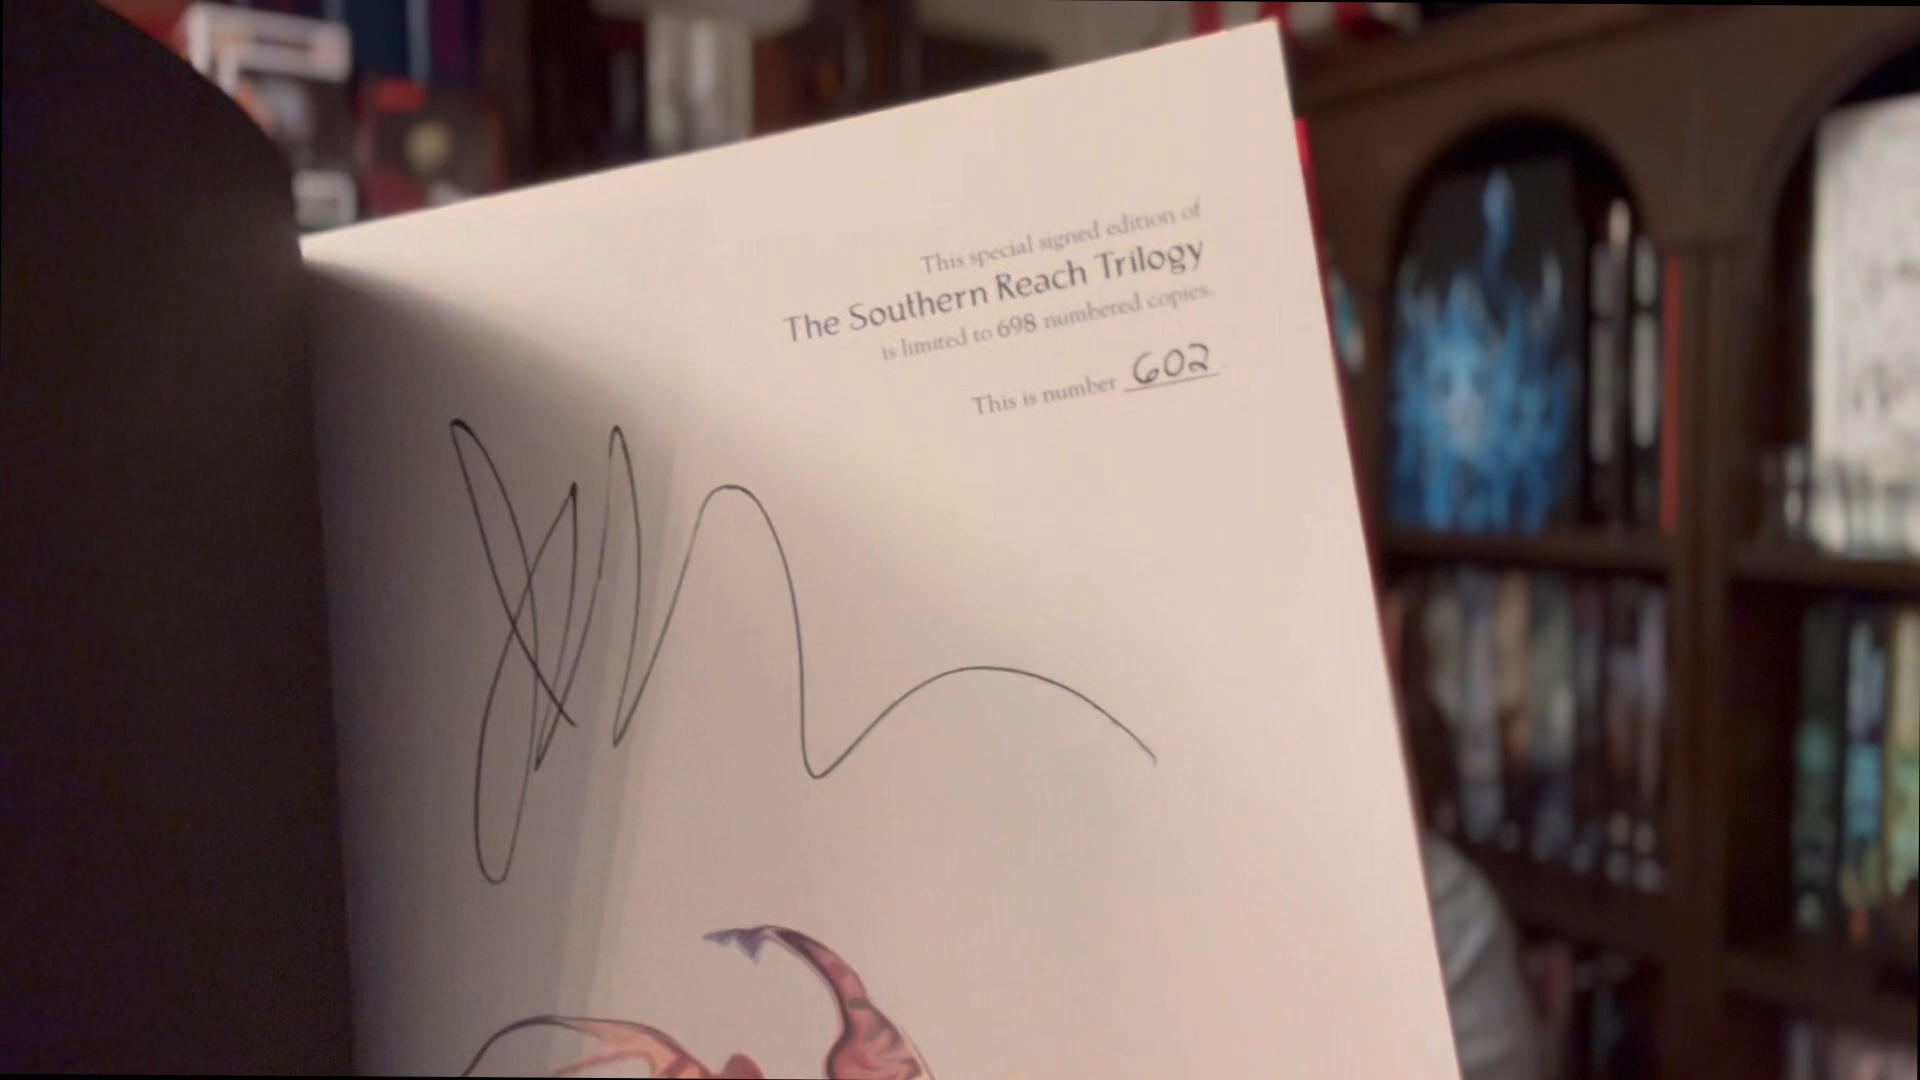 This special signed edition of
The Southern Reach Trilogy
is limited to 698 numbered copies.
This is number 602